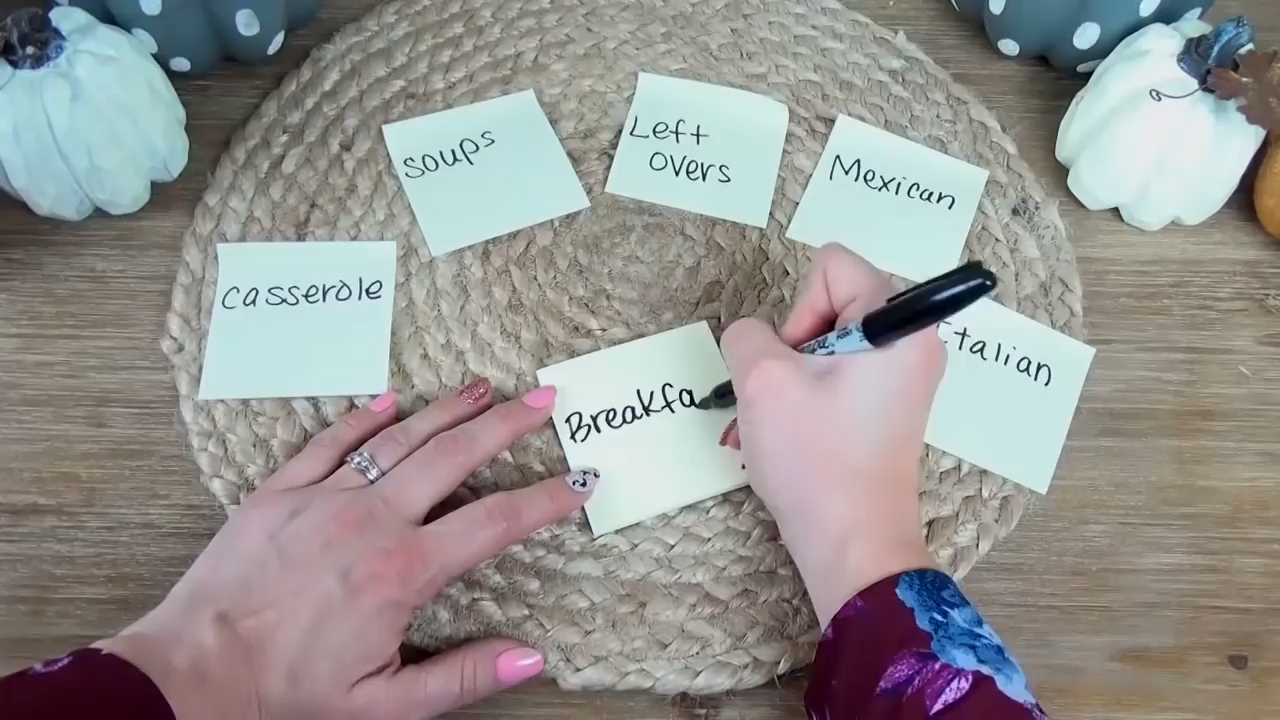 soups
Left
overs
Mexican
casserole
Italian
Breakfa